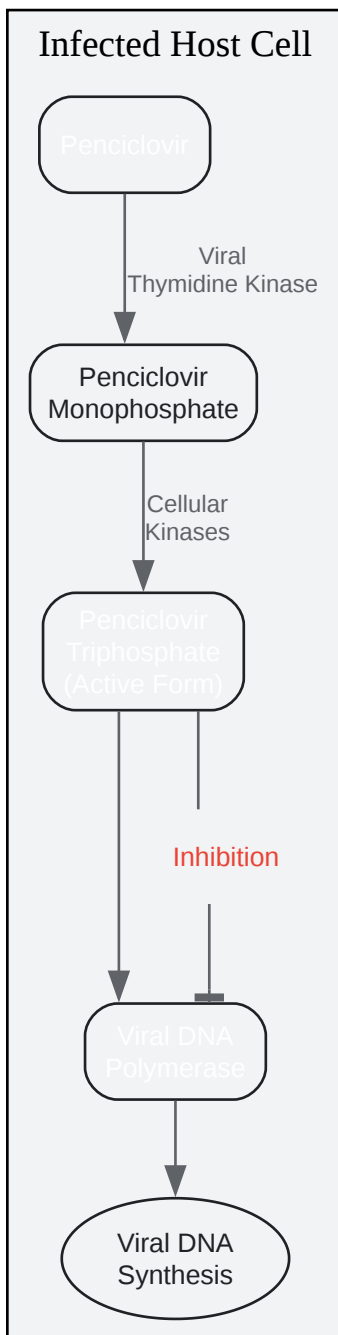 Infected Host Cell
Penciclovir
Viral
Thymidine Kinase
Penciclovir
Monophosphate
Cellular
Kinases
Penciclovir
Triphosphate
(Active Form)
Inhibition
Viral DNA
Polymerase
Viral DNA
Synthesis